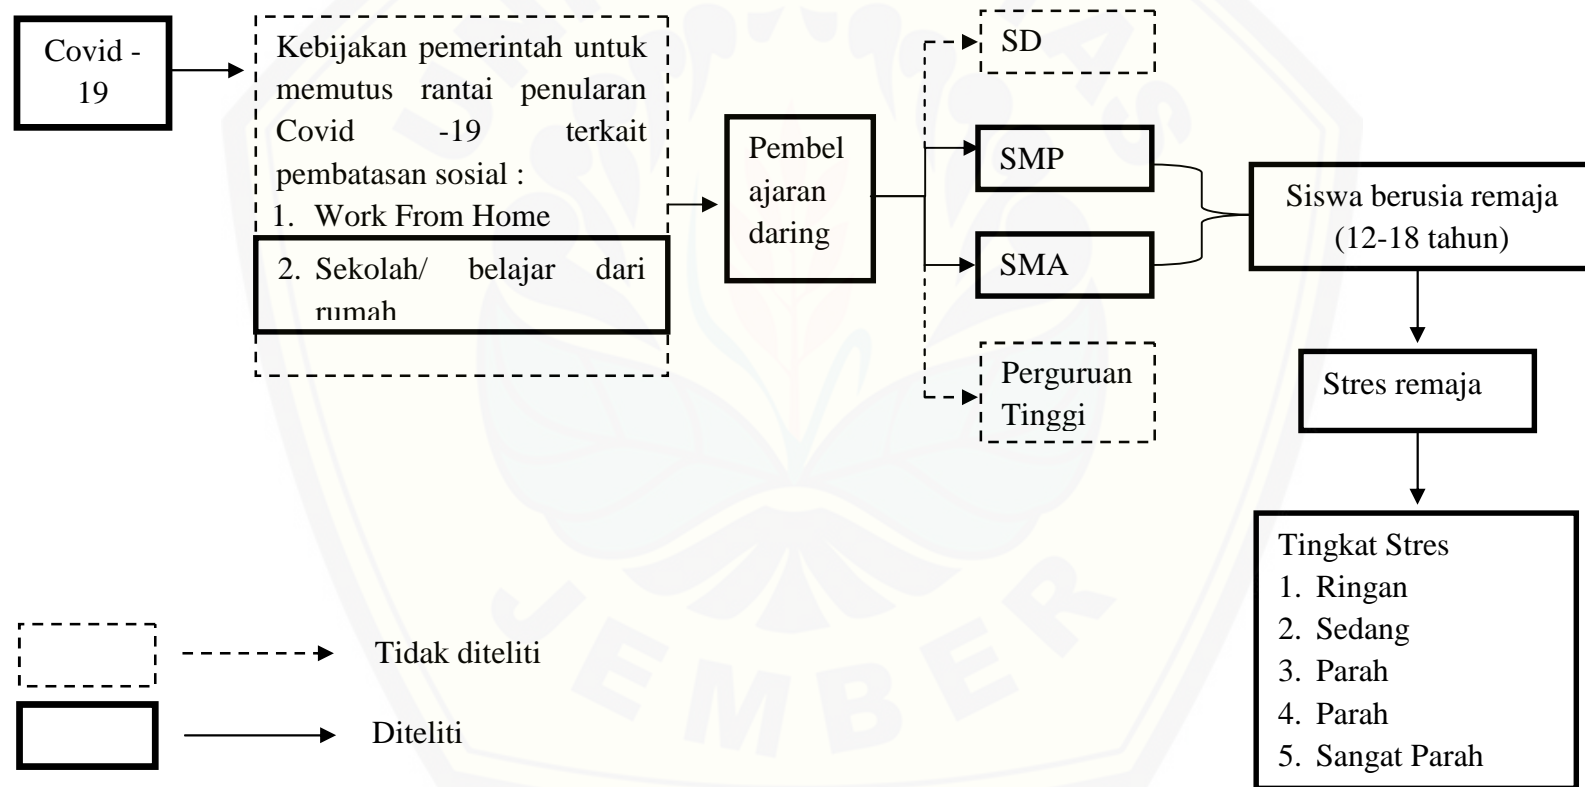 Covid -
19
Kebijakan pemerintah untuk
memutus rantai penularan
Covid -19 terkait
pembatasan sosial :
1. Work From Home
2. Sekolah/ belajar dari
rumah
Pembel
ajaran
daring
SD
SMP
SMA
Perguruan
Tinggi
Siswa berusia remaja
(12-18 tahun)
Stres remaja
Tingkat Stres
1. Ringan
2. Sedang
3. Parah
4. Parah
5. Sangat Parah
Tidak diteliti
Diteliti
JEMBER